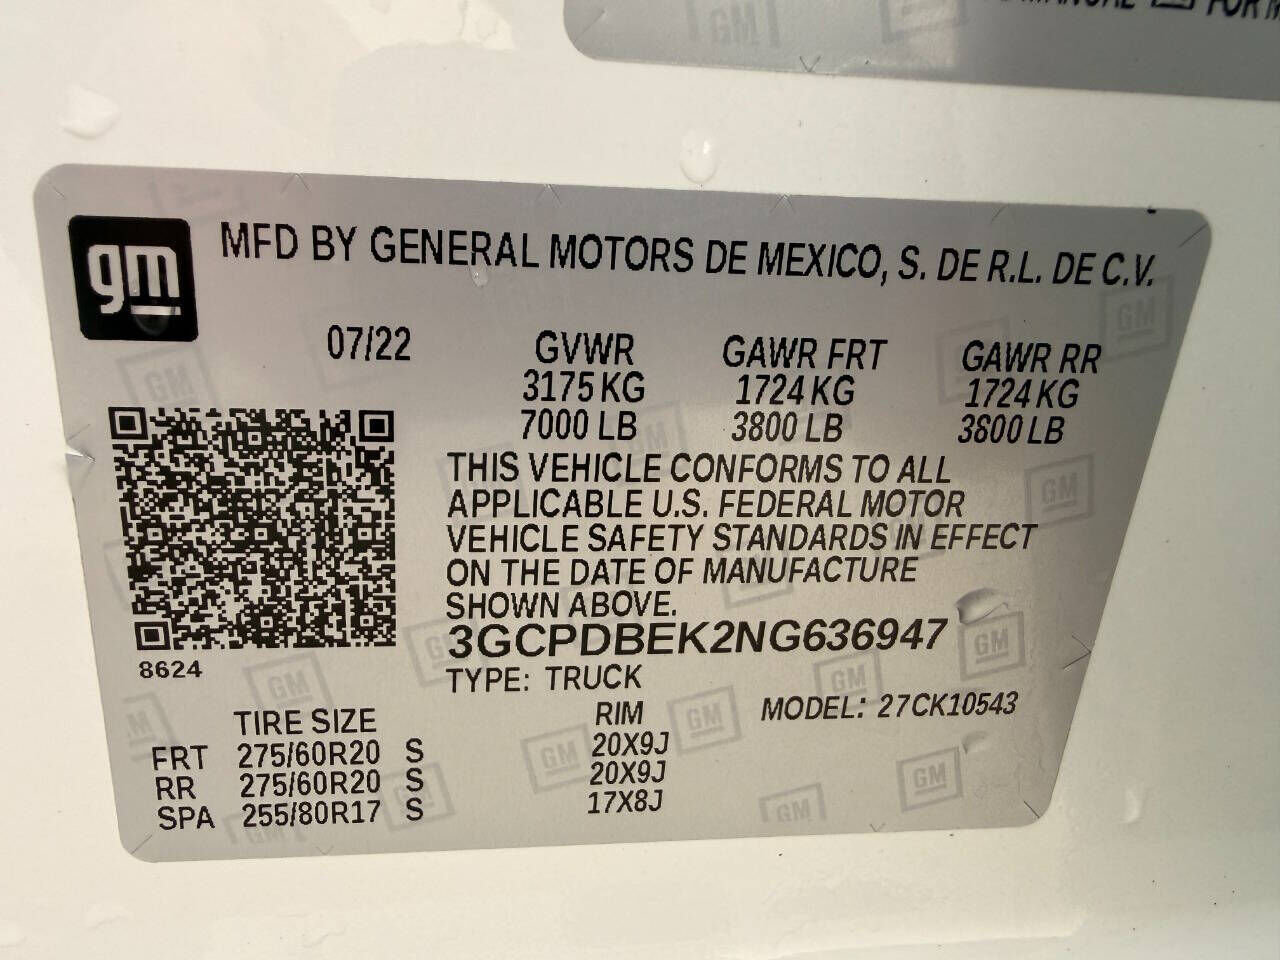 MANUAL FOR M
gm
MFD BY GENERAL MOTORS DE MEXICO, S. DE R.L. DE C.V.
07/22 GVWR GAWR FRT GAWR RR
3175 KG 1724 KG 1724 KG
7000 LB 3800 LB 3800 LB
THIS VEHICLE CONFORMS TO ALL
APPLICABLE U.S. FEDERAL MOTOR
VEHICLE SAFETY STANDARDS IN EFFECT
ON THE DATE OF MANUFACTURE
SHOWN ABOVE.
3GCPDBEK2NG636947
8624
TYPE: TRUCK
TIRE SIZE RIM MODEL: 27CK10543
FRT 275/60R20 S 20X9J
RR 275/60R20 S 20X9J
SPA 255/80R17 S 17X8J